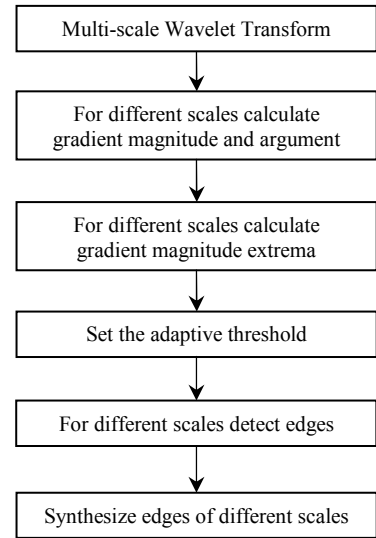 Multi-scale Wavelet Transform
For different scales calculate
gradient magnitude and argument
For different scales calculate
gradient magnitude extrema
Set the adaptive threshold
For different scales detect edges
Synthesize edges of different scales